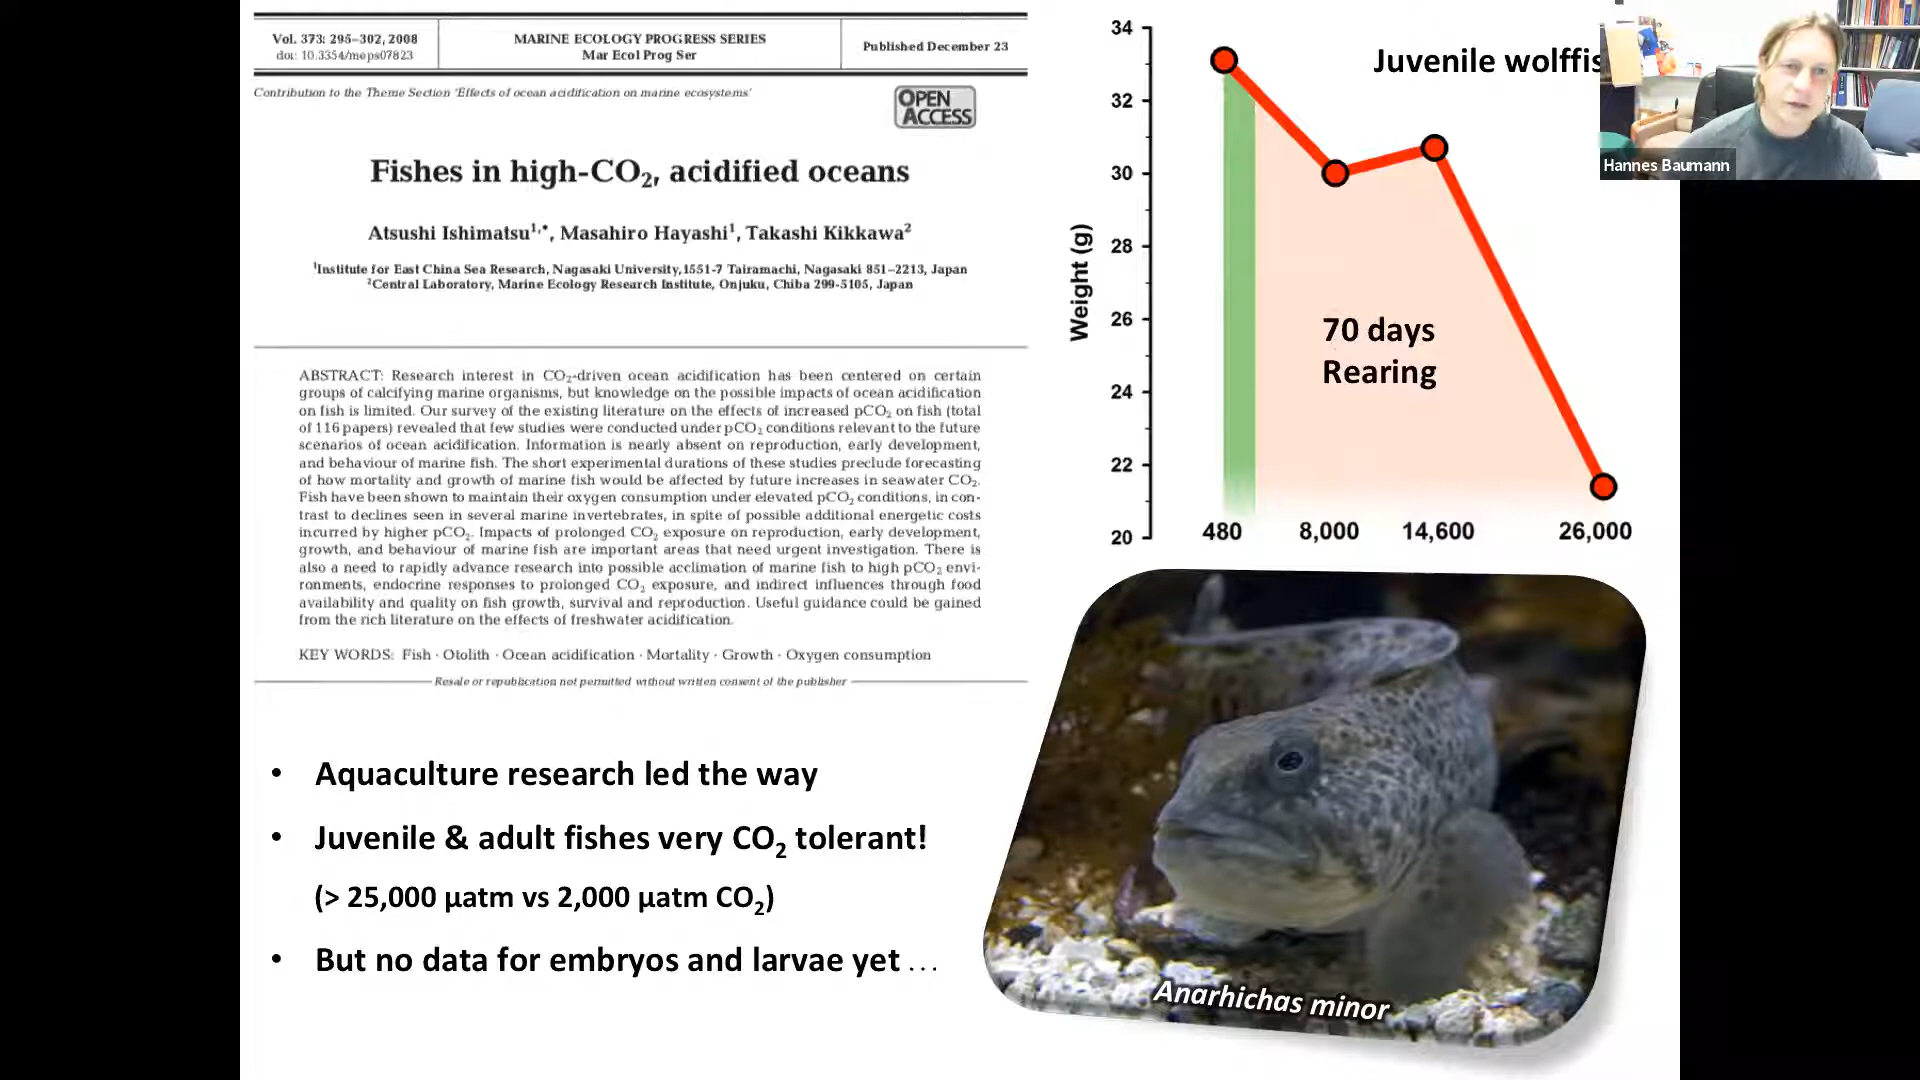 Vol. 373: 295–302, 2008
doi: 10.3354/meps07823
MARINE ECOLOGY PROGRESS SERIES
Mar Ecol Prog Ser
Published December 23
Contribution to the Theme Section 'Effects of ocean acidification on marine ecosystems'
OPEN
ACCESS
Fishes in high-CO₂, acidified oceans
Atsushi Ishimatsu¹,*, Masahiro Hayashi¹, Takashi Kikkawa²
¹Institute for East China Sea Research, Nagasaki University, 1551-7 Tairamachi, Nagasaki 851–2213, Japan
²Central Laboratory, Marine Ecology Research Institute, Onjuku, Chiba 299-5105, Japan
ABSTRACT: Research interest in CO₂-driven ocean acidification has been centered on certain
groups of calcifying marine organisms, but knowledge on the possible impacts of ocean acidification
on fish is limited. Our survey of the existing literature on the effects of increased pCO₂ on fish (total
of 116 papers) revealed that few studies were conducted under pCO₂ conditions relevant to the future
scenarios of ocean acidification. Information is nearly absent on reproduction, early development,
and behaviour of marine fish. The short experimental durations of these studies preclude forecasting
of how mortality and growth of marine fish would be affected by future increases in seawater CO₂.
Fish have been shown to maintain their oxygen consumption under elevated pCO₂ conditions, in con-
trast to declines seen in several marine invertebrates, in spite of possible additional energetic costs
incurred by higher pCO₂. Impacts of prolonged CO₂ exposure on reproduction, early development,
growth, and behaviour of marine fish are important areas that need urgent investigation. There is
also a need to rapidly advance research into possible acclimation of marine fish to high pCO₂ envi-
ronments, endocrine responses to prolonged CO₂ exposure, and indirect influences through food
availability and quality on fish growth, survival and reproduction. Useful guidance could be gained
from the rich literature on the effects of freshwater acidification.
KEY WORDS: Fish · Otolith · Ocean acidification · Mortality · Growth · Oxygen consumption
Resale or republication not permitted without written consent of the publisher
• Aquaculture research led the way
• Juvenile & adult fishes very CO₂ tolerant!
(> 25,000 µatm vs 2,000 µatm CO₂)
• But no data for embryos and larvae yet …
Juvenile wolffis
Weight (g)
34
32
30
28
26
24
22
20
70 days
Rearing
480 8,000 14,600 26,000
Anarhichas minor
Hannes Baumann